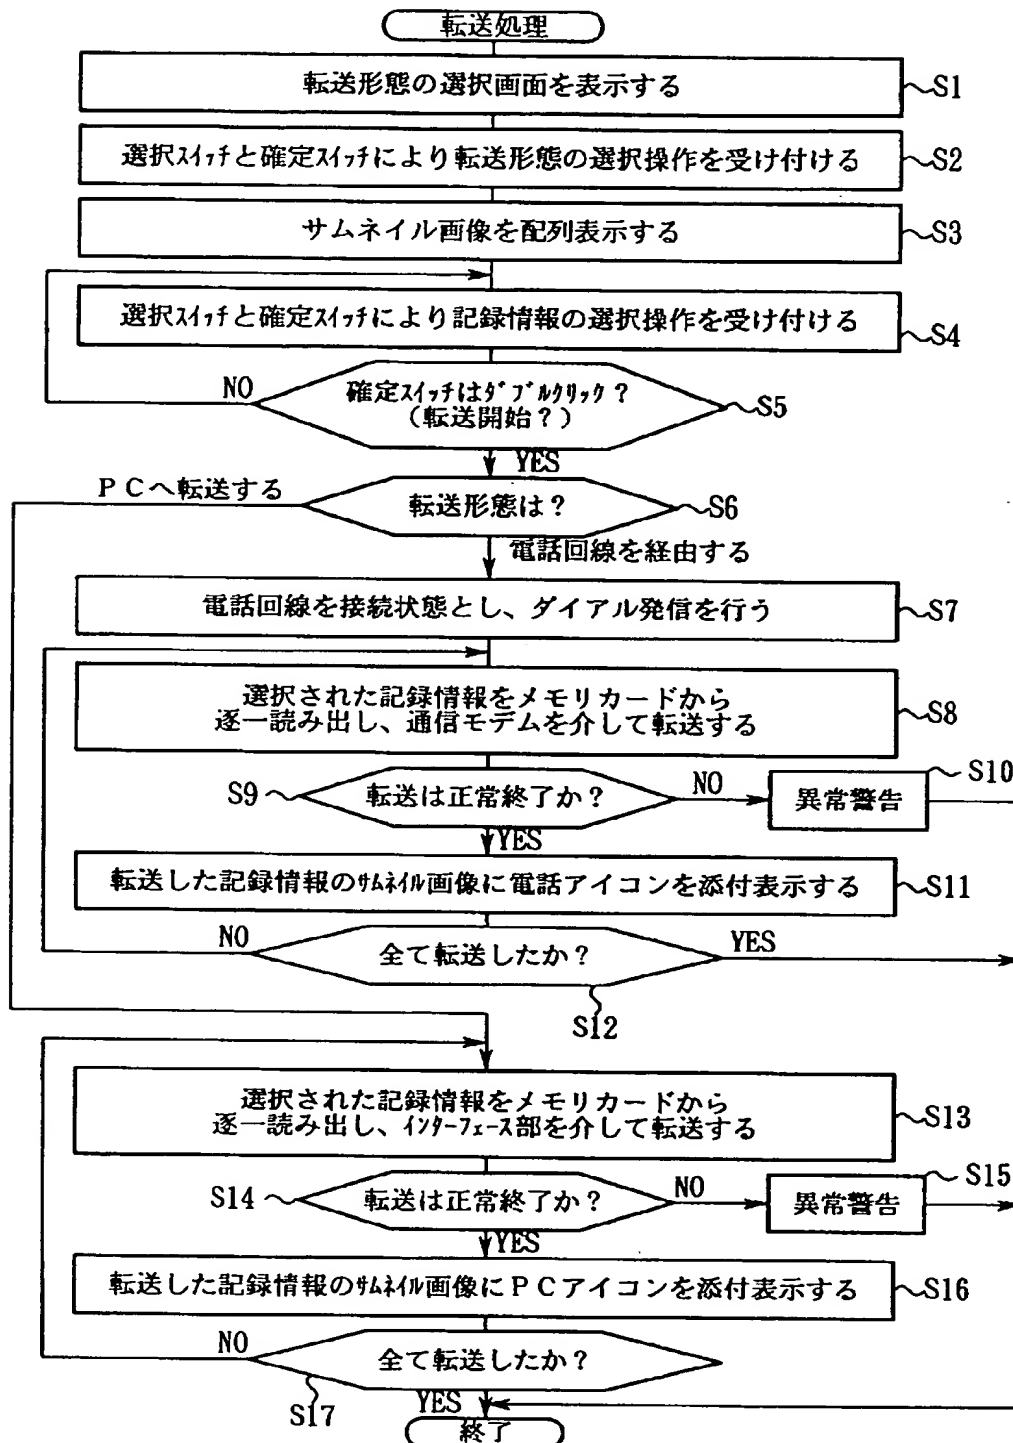 転送処理
転送形態の選択画面を表示する
S1
選択ｽｲｯﾁと確定ｽｲｯﾁにより転送形態の選択操作を受け付ける
S2
サムネイル画像を配列表示する
S3
選択ｽｲｯﾁと確定ｽｲｯﾁにより記録情報の選択操作を受け付ける
S4
NO
確定ｽｲｯﾁはﾀﾞﾌﾞﾙｸﾘｯｸ？
（転送開始？）
S5
YES
ＰＣへ転送する
転送形態は？
S6
電話回線を経由する
電話回線を接続状態とし、ダイアル発信を行う
S7
選択された記録情報をメモリカードから
逐一読み出し、通信モデムを介して転送する
S8
S9
転送は正常終了か？
NO
異常警告
S10
YES
転送した記録情報のｻﾑﾈｲﾙ画像に電話アイコンを添付表示する
S11
NO
全て転送したか？
YES
S12
選択された記録情報をメモリカードから
逐一読み出し、ｲﾝﾀｰﾌｪｰｽ部を介して転送する
S13
S14
転送は正常終了か？
NO
異常警告
S15
YES
転送した記録情報のｻﾑﾈｲﾙ画像にＰＣアイコンを添付表示する
S16
NO
全て転送したか？
S17
YES
終了